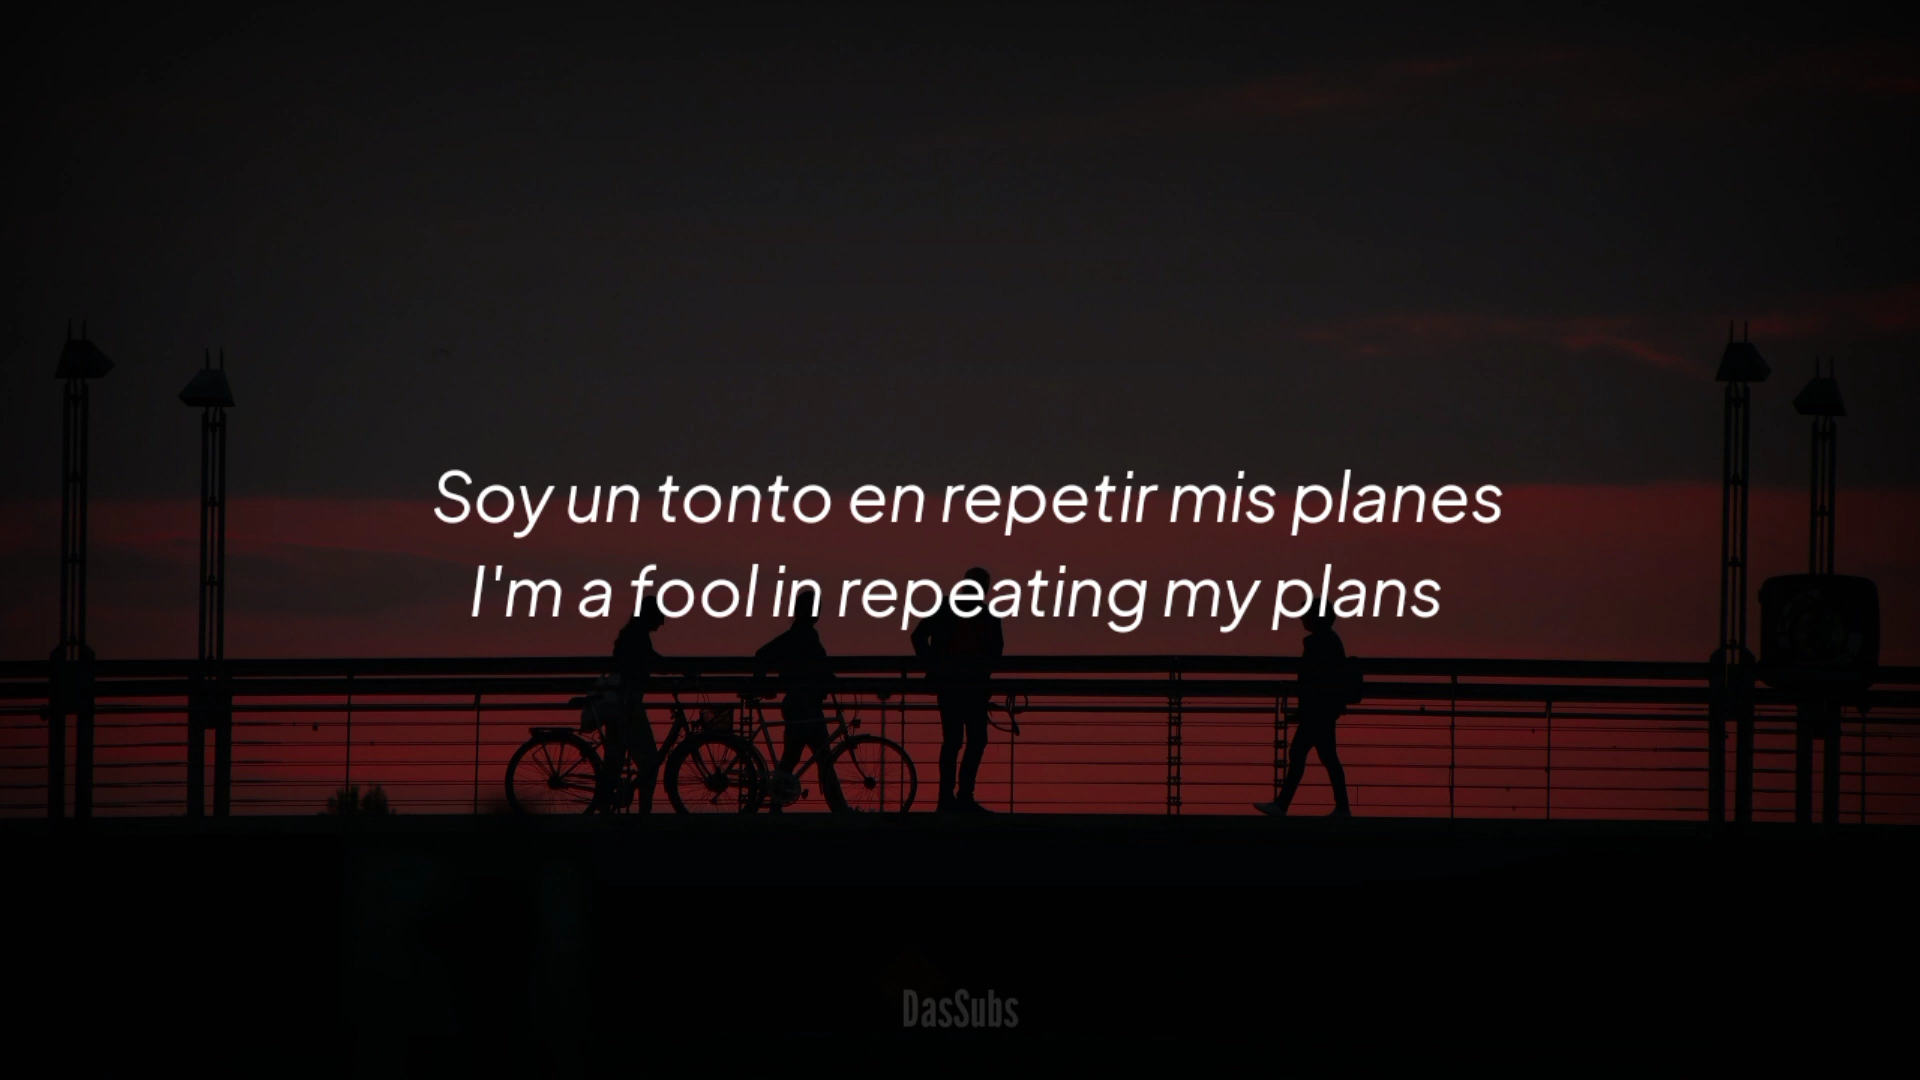 Soy un tonto en repetir mis planes
I'm a fool in repeating my plans
DasSubs